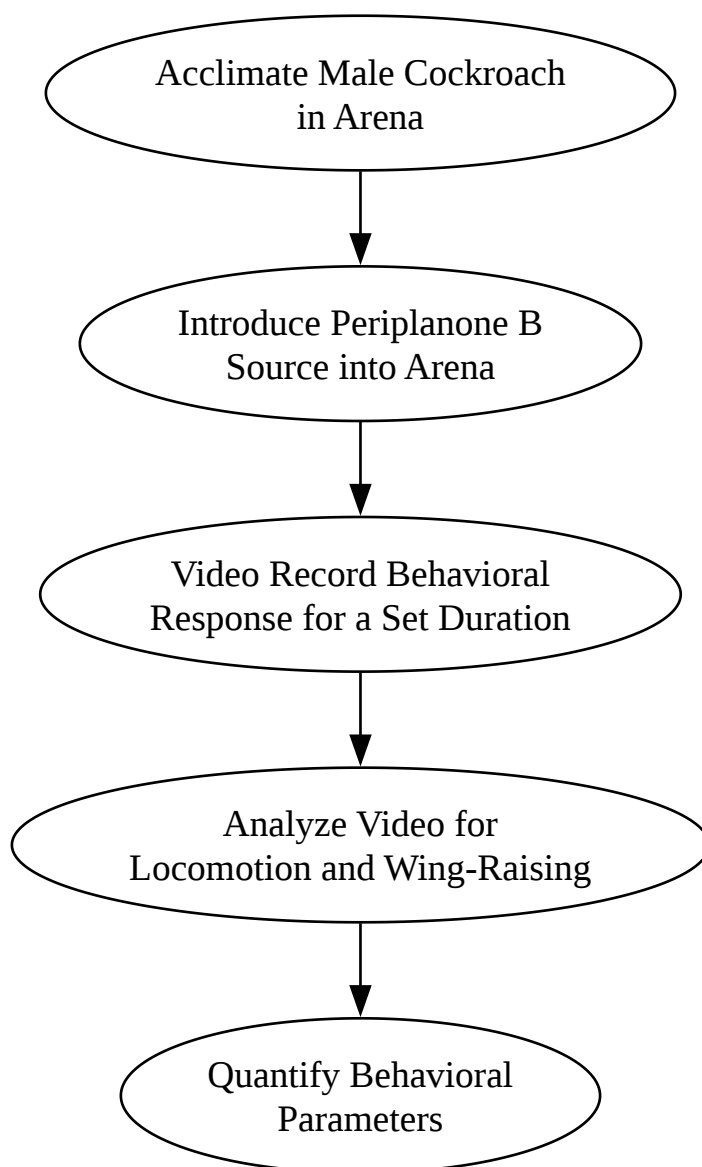 Acclimate Male Cockroach
in Arena
Introduce Periplanone B
Source into Arena
Video Record Behavioral
Response for a Set Duration
Analyze Video for
Locomotion and Wing-Raising
Quantify Behavioral
Parameters